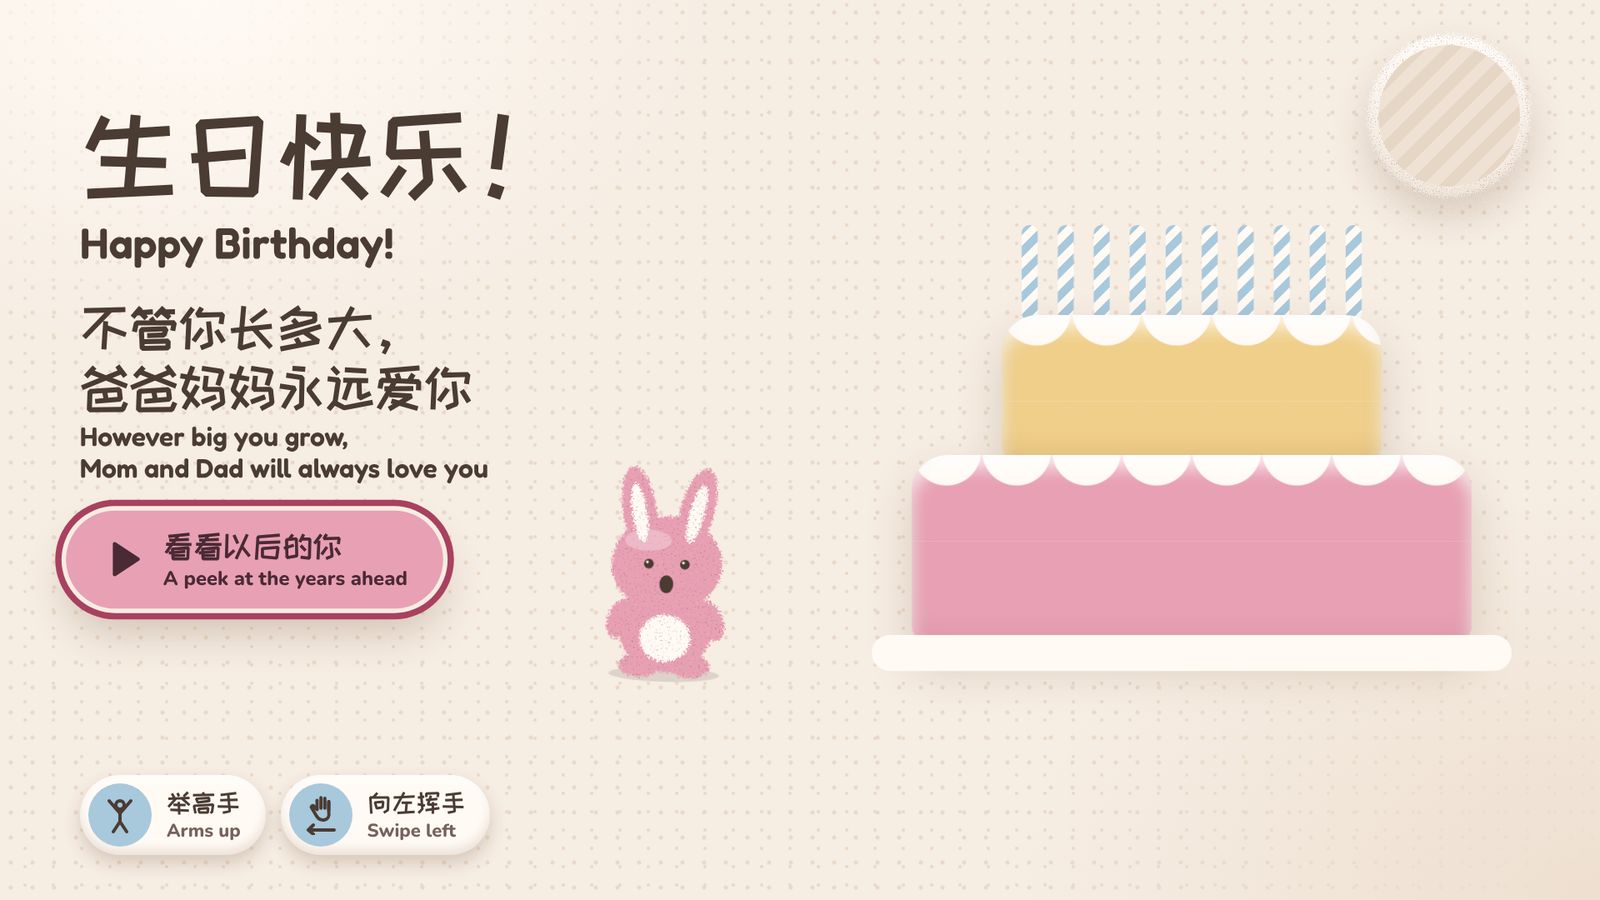 生日快乐！
Happy Birthday!
不管你长多大，
爸爸妈妈永远爱你
However big you grow,
Mom and Dad will always love you
看看以后的你
A peek at the years ahead
举高手
Arms up
向左挥手
Swipe left